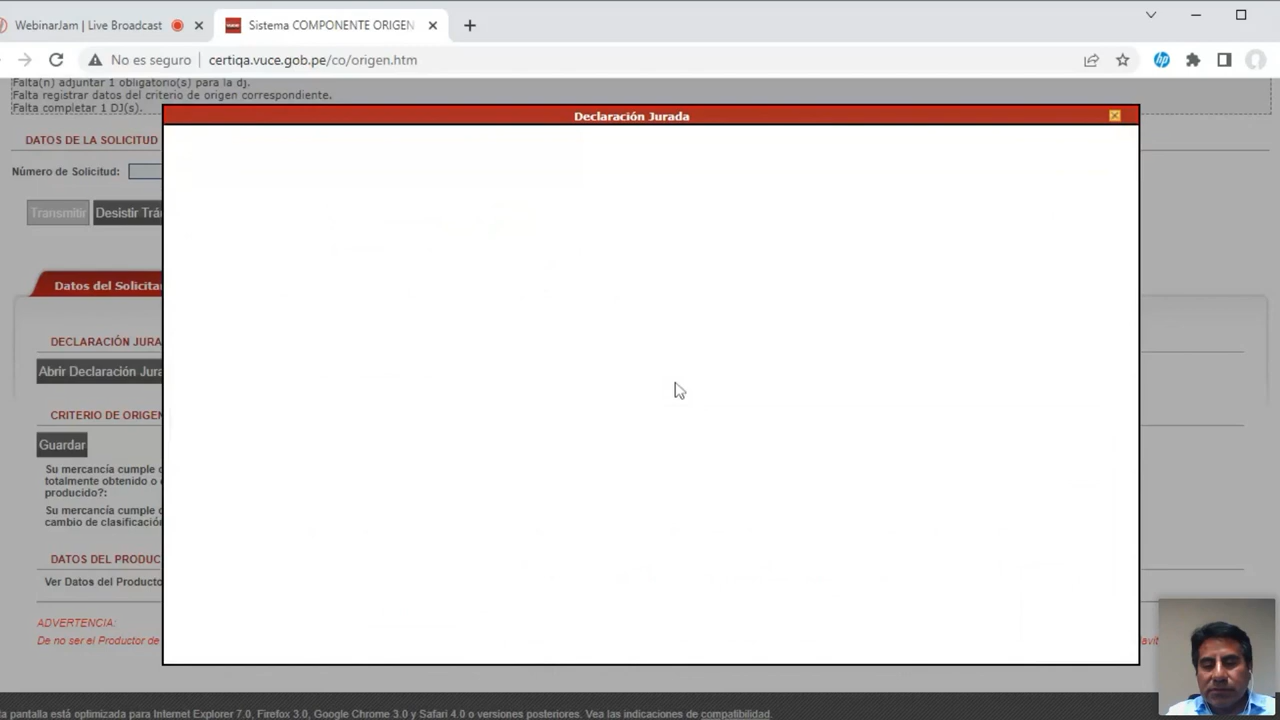 WebinarJam | Live Broadcast
Sistema COMPONENTE ORIGEN
No es seguro
certiqa.vuce.gob.pe/co/origen.htm
Falta(n) adjuntar 1 obligatorio(s) para la dj.
Falta registrar datos del criterio de origen correspondiente.
Falta completar 1 DJ(s).
Declaración Jurada
DATOS DE LA SOLICITUD
Número de Solicitud:
Transmitir
Desistir Trá
Datos del Solicita
DECLARACIÓN JURA
Abrir Declaración Jura
CRITERIO DE ORIGEN
Guardar
Su mercancía cumple
totalmente obtenido o
producido?:
Su mercancía cumple
cambio de clasificación
DATOS DEL PRODUC
Ver Datos del Producto
ADVERTENCIA:
De no ser el Productor de
pantalla está optimizada para Internet Explorer 7.0, Firefox 3.0, Google Chrome 3.0 y Safari 4.0 o versiones posteriores. Vea las indicaciones de compatibilidad.